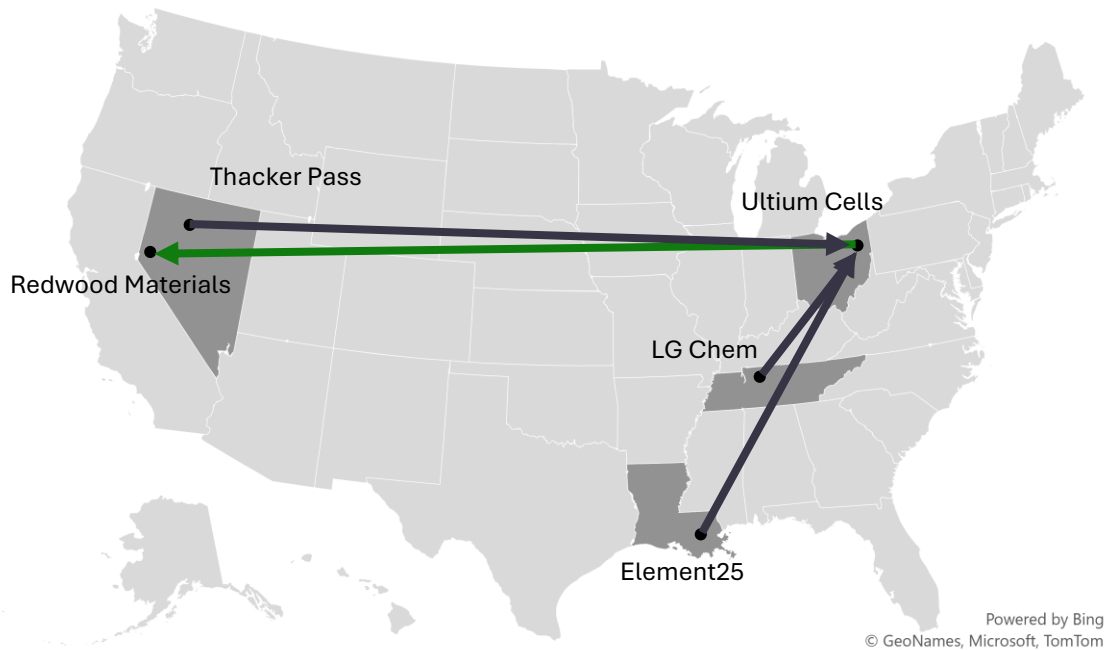 Thacker Pass
Ultium Cells
Redwood Materials
LG Chem
Element25
Powered by Bing
© GeoNames, Microsoft, TomTom